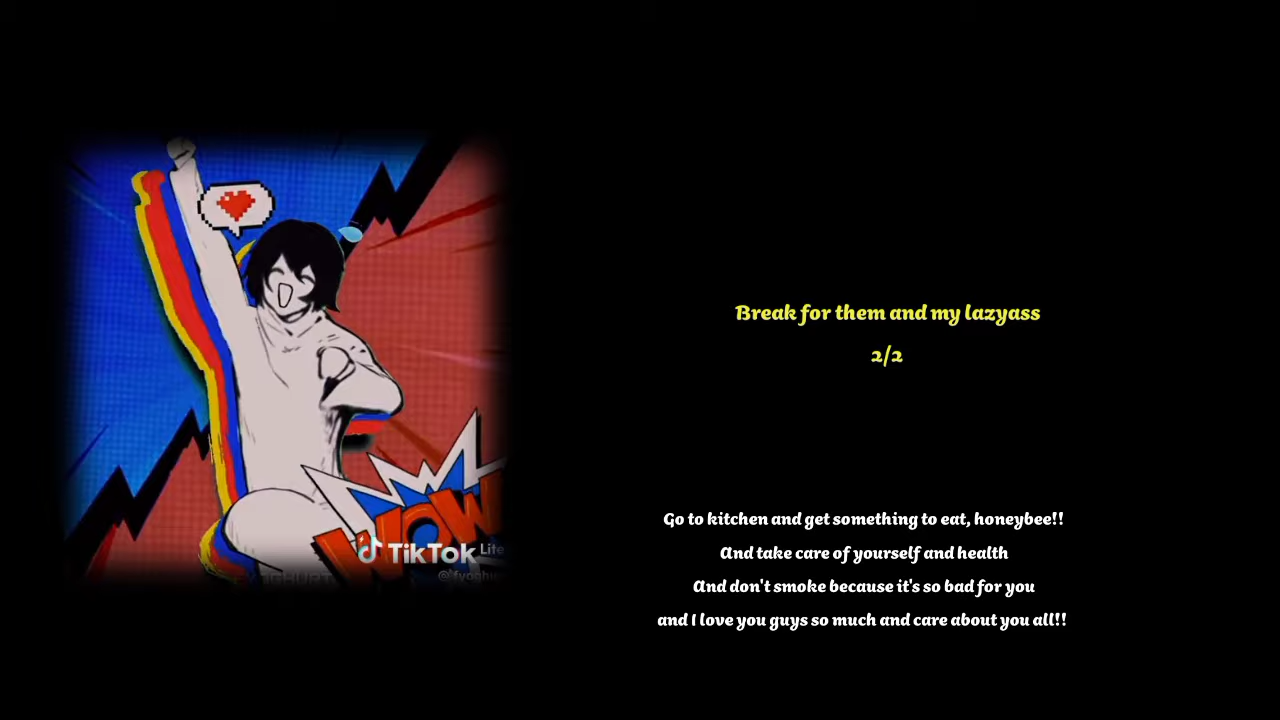 WOW
TikTok Lite
Break for them and my lazyass
2/2
Go to kitchen and get something to eat, honeybee!!
And take care of yourself and health
And don't smoke because it's so bad for you
and I love you guys so much and care about you all!!